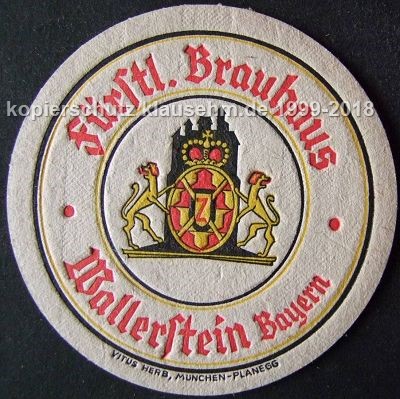 Fürstl. Brauhaus
kopierschutz klausehm.de 1999-2018
Wallerstein Bayern
VITUS HERB, MÜNCHEN-PLANEGG